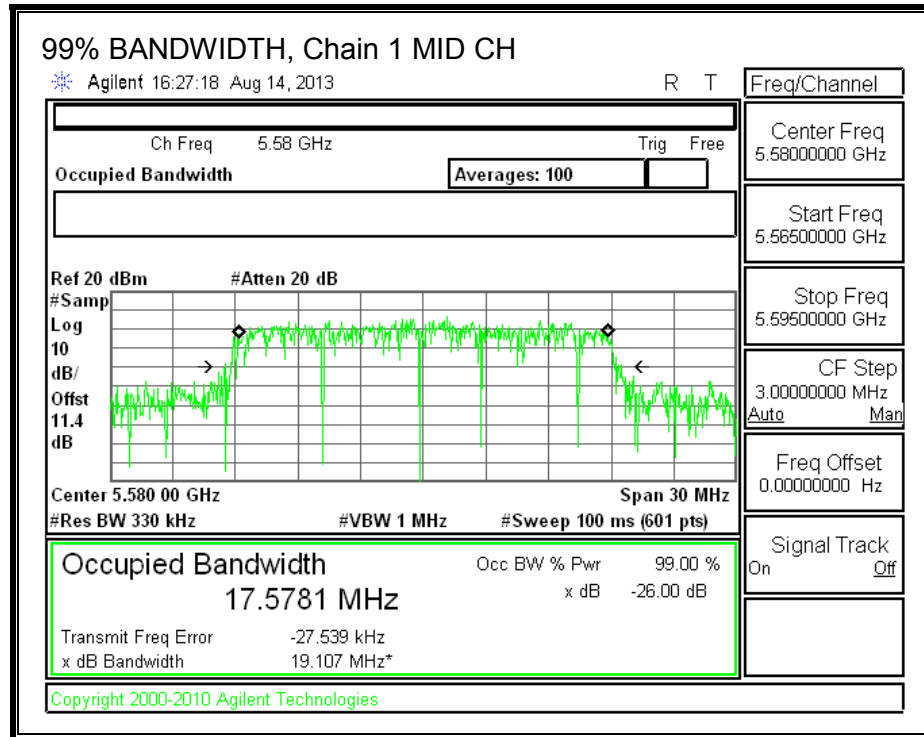 99% BANDWIDTH, Chain 1 MID CH
Agilent 16:27:18 Aug 14, 2013 R T
Freq/Channel
Ch Freq 5.58 GHz Trig Free
Occupied Bandwidth Averages: 100
Center Freq
5.58000000 GHz
Start Freq
5.56500000 GHz
Stop Freq
5.59500000 GHz
CF Step
3.00000000 MHz
Auto Man
Freq Offset
0.00000000 Hz
Signal Track
On Off
Ref 20 dBm #Atten 20 dB
#Samp
Log
10
dB/
Offst
11.4
dB
Center 5.580 00 GHz Span 30 MHz
#Res BW 330 kHz #VBW 1 MHz #Sweep 100 ms (601 pts)
Occupied Bandwidth Occ BW % Pwr 99.00 %
17.5781 MHz x dB -26.00 dB
Transmit Freq Error -27.539 kHz
x dB Bandwidth 19.107 MHz*
Copyright 2000-2010 Agilent Technologies